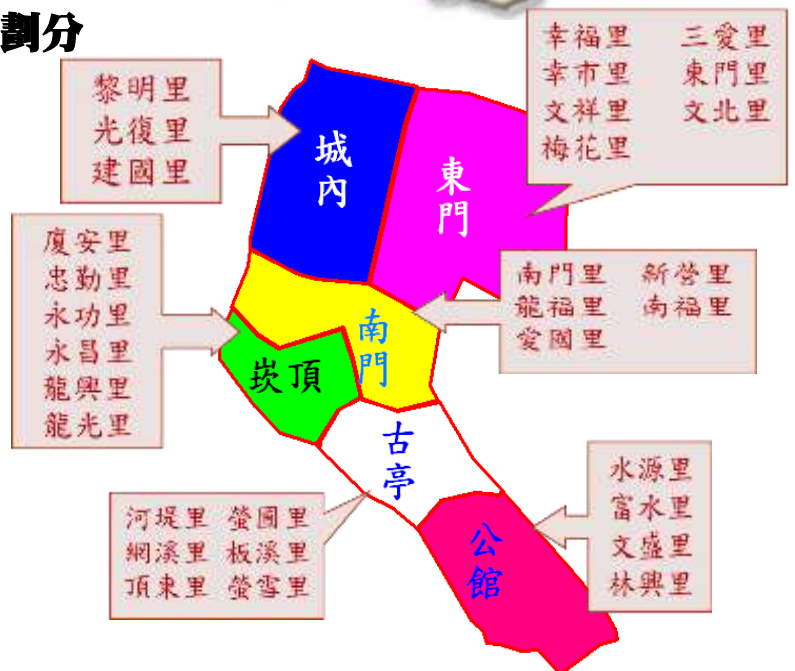 劃分
黎明里
光復里
建國里
幸福里 三愛里
幸市里 東門里
文祥里 文北里
梅花里
城內
東門
廈安里
忠勤里
永功里
永昌里
龍興里
龍光里
南門里 新營里
龍福里 南福里
愛國里
南門
崁頂
古亭
河堤里 螢圃里
網溪里 板溪里
頂東里 螢雪里
水源里
富水里
文盛里
林興里
公館